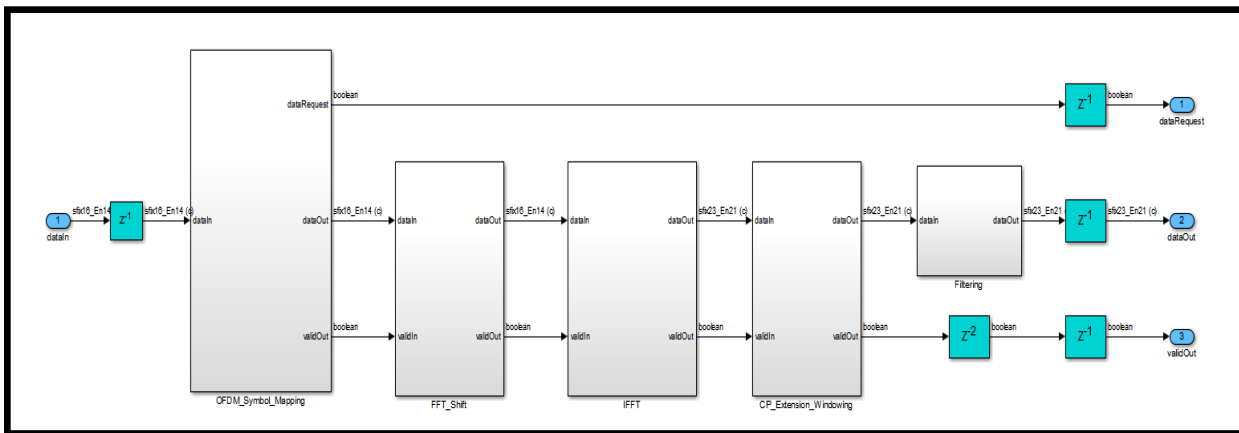 boolean
dataRequest
Z-1
boolean
1
dataRequest
sfix16_En14
1
dataIn
Z-1
sfix16_En14 (c)
dataIn
dataOut
validOut
OFDM_Symbol_Mapping
sfix16_En14 (c)
boolean
dataIn
validIn
dataOut
validOut
FFT_Shift
sfix16_En14 (c)
boolean
dataIn
validIn
dataOut
validOut
IFFT
sfix23_En21 (c)
boolean
dataIn
validIn
dataOut
validOut
CP_Extension_Windowing
sfix23_En21 (c)
dataIn
dataOut
Filtering
sfix23_En21
Z-1
sfix23_En21 (c)
2
dataOut
boolean
Z-2
boolean
Z-1
boolean
3
validOut